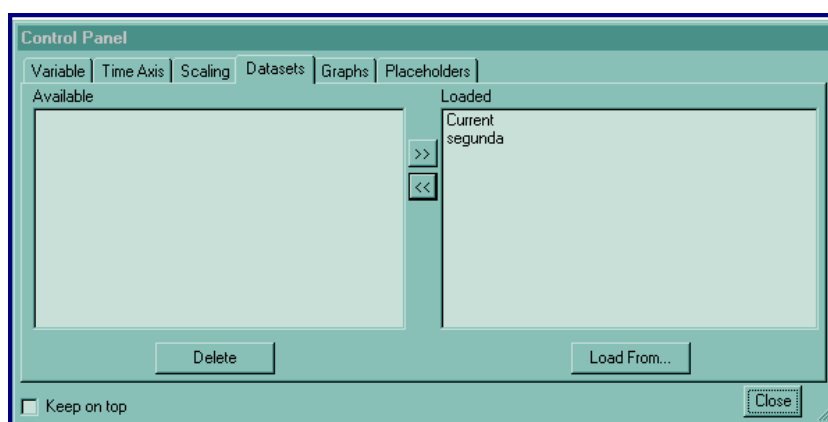 Control Panel
Variable Time Axis Scaling Datasets Graphs Placeholders
Available Loaded
Current
segunda
>>
<<
Delete Load From...
Keep on top Close